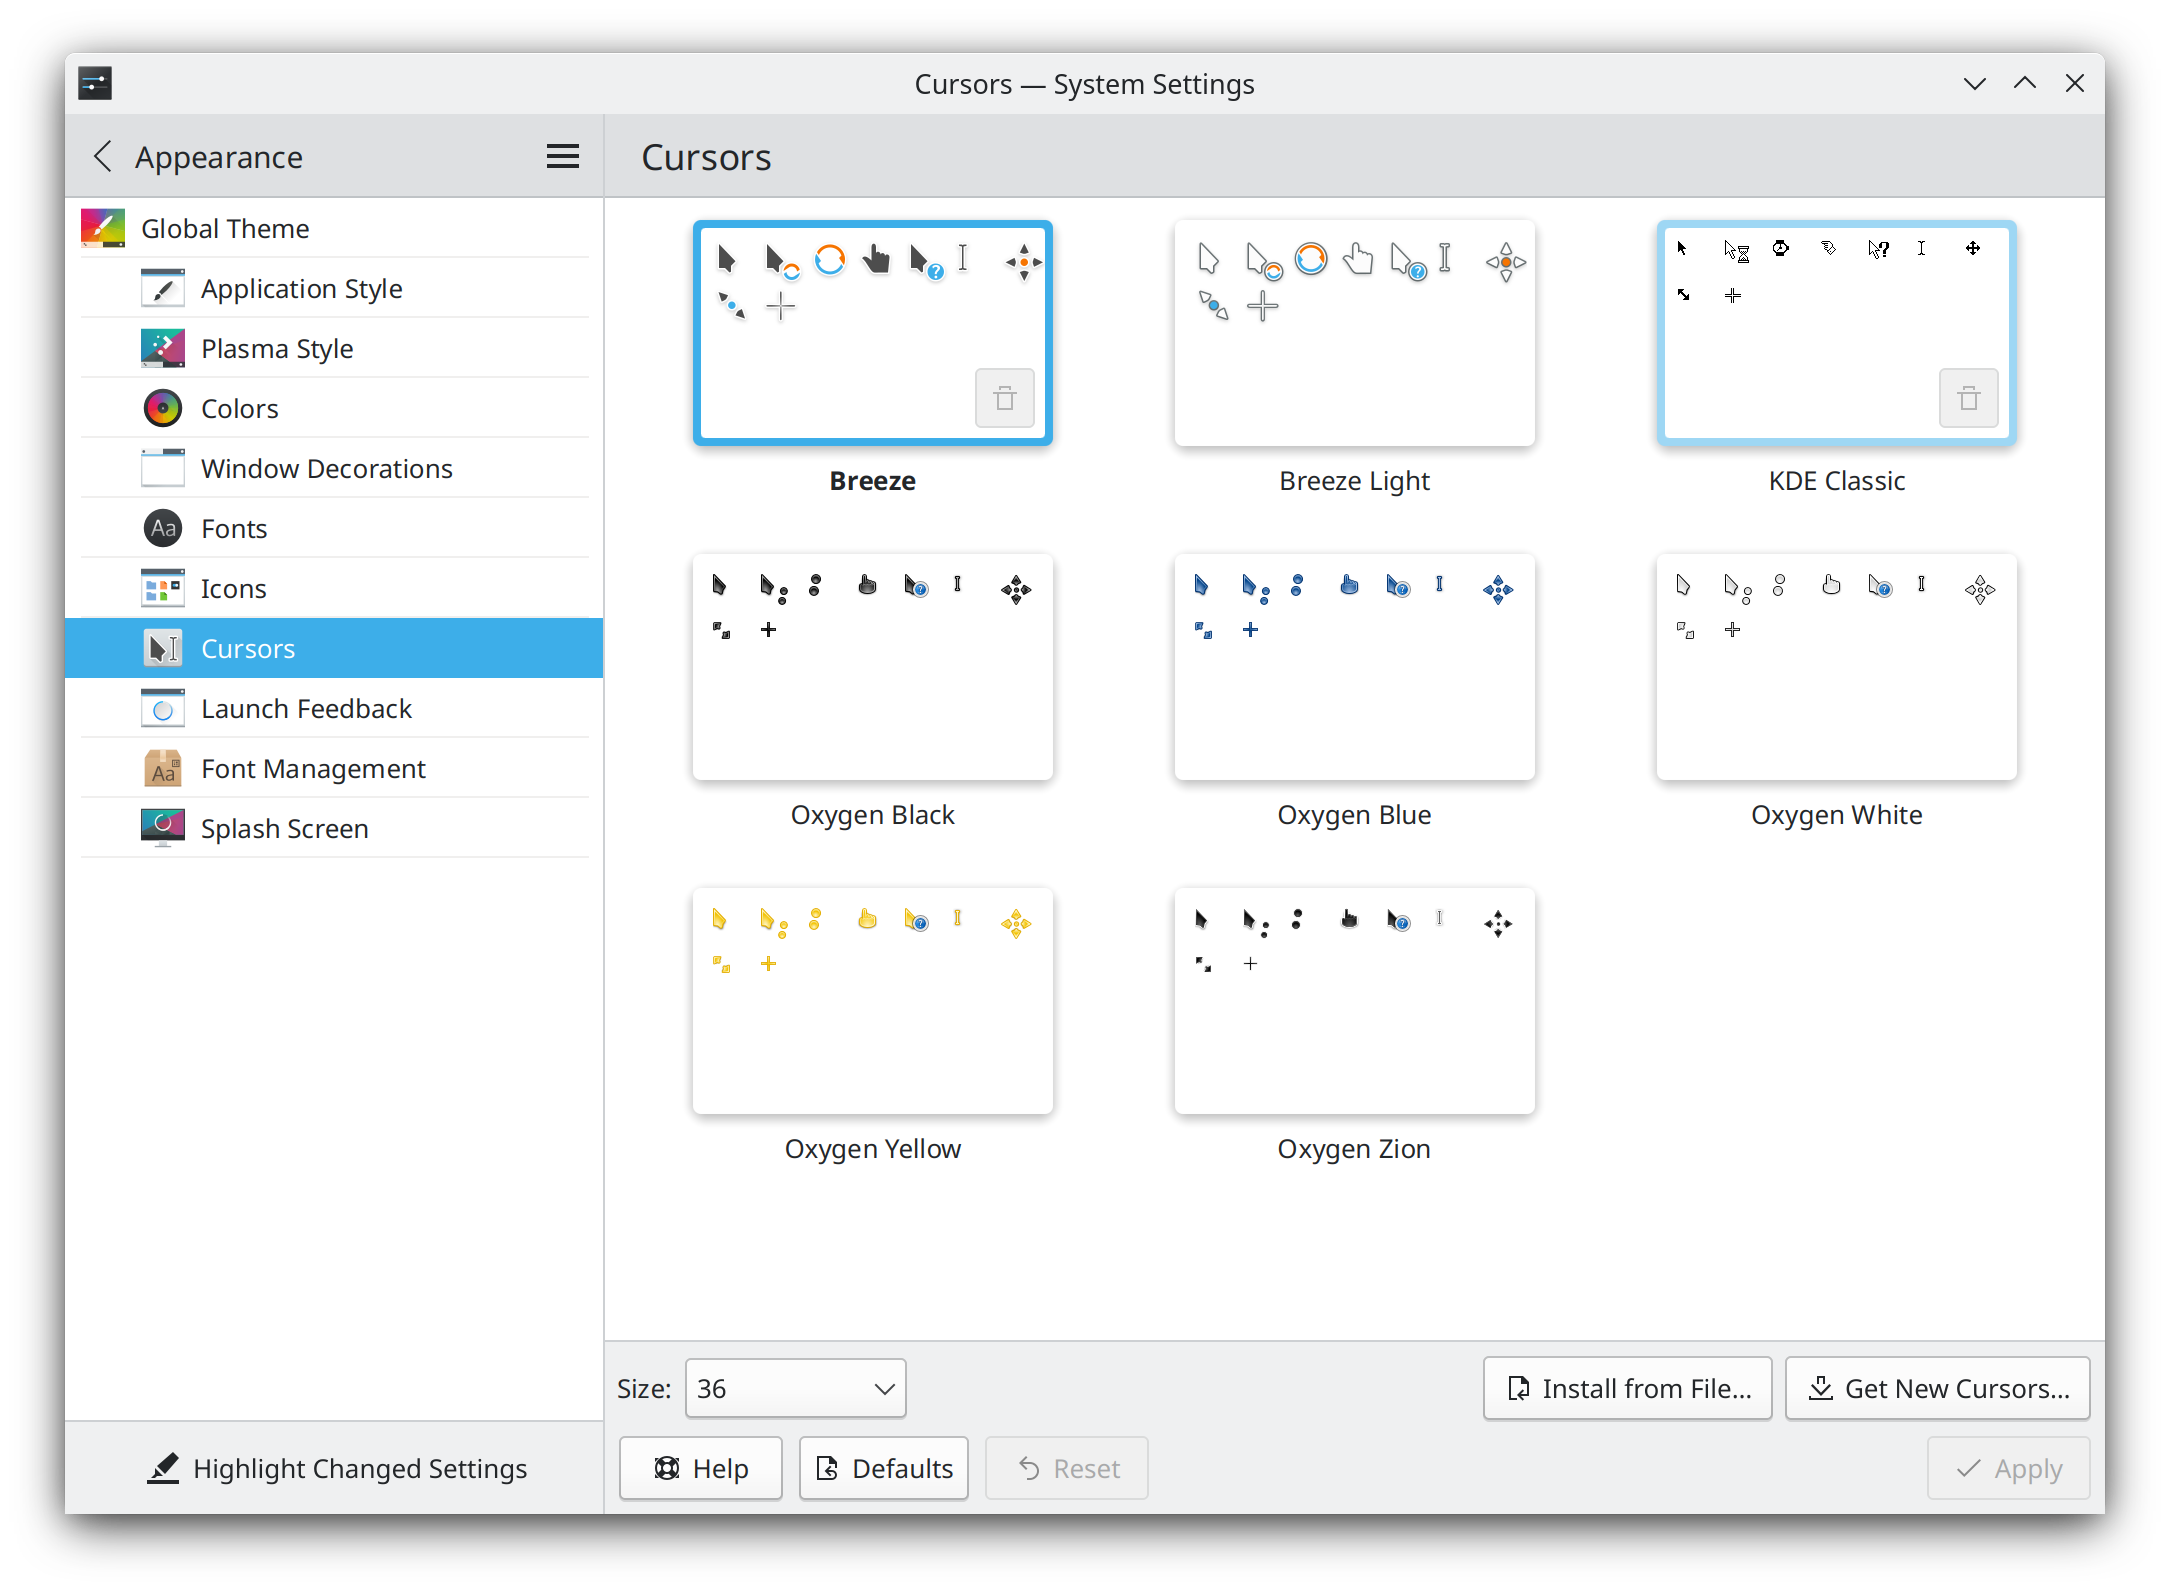 Cursors — System Settings
Appearance
Cursors
Global Theme
Application Style
Plasma Style
Colors
Window Decorations
Aa
Fonts
Icons
Cursors
Launch Feedback
Aa
Font Management
Splash Screen
Highlight Changed Settings
Breeze
Breeze Light
KDE Classic
Oxygen Black
Oxygen Blue
Oxygen White
Oxygen Yellow
Oxygen Zion
Size:
36
Install from File...
Get New Cursors...
Help
Defaults
Reset
Apply